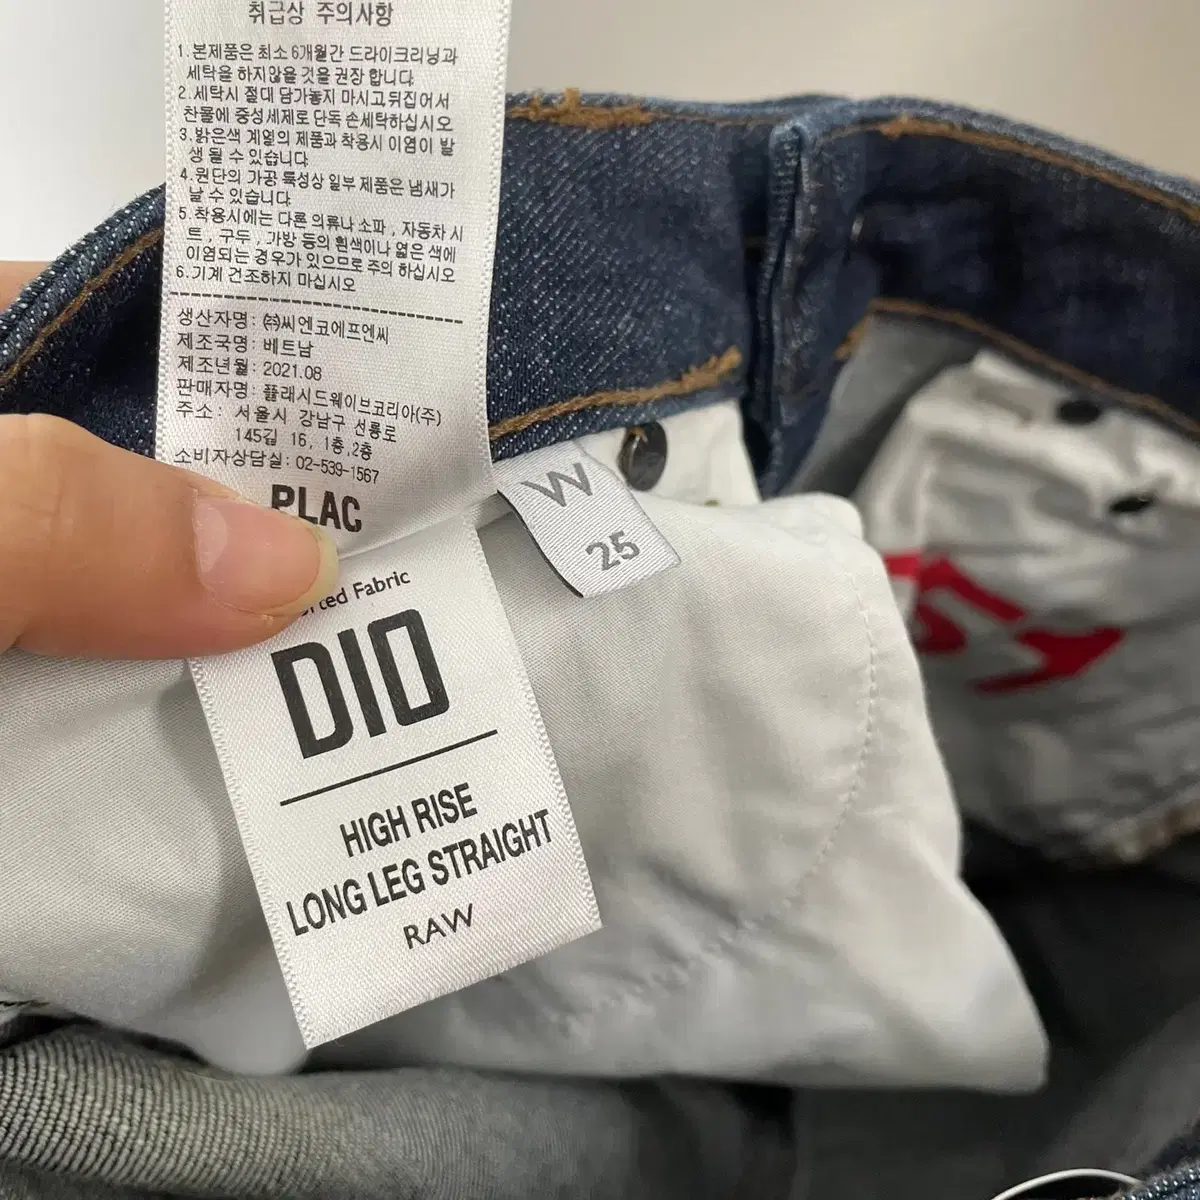 취급상 주의사항
1.본제품은 최소 6개월간 드라이크리닝과
세탁을 하지않을 것을 권장 합니다
2.세탁시 절대 담가놓지 마시고,뒤집어서
찬물에 중성세제로 단독 손세탁하십시오
3.밝은색 계열의 제품과 착용시 이염이 발
생 될 수 있습니다
4.원단의 가공 특성상 일부 제품은 냄새가
날 수 있습니다
5.착용시에는 다른 의류나 소파, 자동차 시
트, 구두, 가방 등의 흰색이나 엷은 색에
이염되는 경우가 있으므로 주의 하십시오
6.기계 건조하지 마십시오
생산자명: ㈜씨엔코에프엔씨
제조국명: 베트남
제조년월: 2021.08
판매자명: 플래시드웨이브코리아(주)
주소: 서울시 강남구 선릉로
145길 16, 1층,2층
소비자상담실: 02-539-1567
PLAC
W
25
Fabric
DIO
HIGH RISE
LONG LEG STRAIGHT
RAW